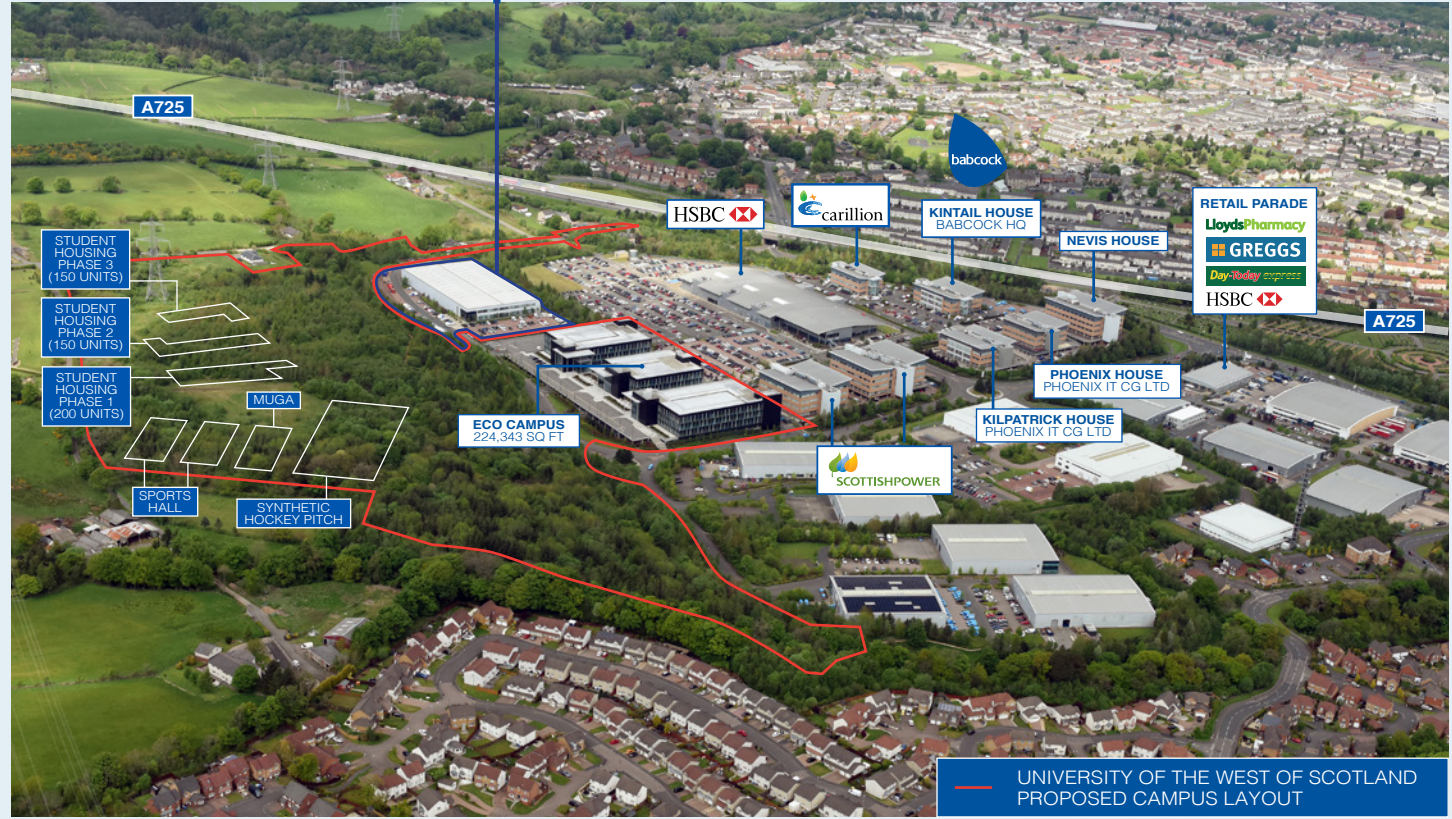 A725
babcock
HSBC
carillion
KINTAIL HOUSE
BABCOCK HQ
NEVIS HOUSE
RETAIL PARADE
LloydsPharmacy
GREGGS
Day-Today express
HSBC
A725
STUDENT
HOUSING
PHASE 3
(150 UNITS)
STUDENT
HOUSING
PHASE 2
(150 UNITS)
STUDENT
HOUSING
PHASE 1
(200 UNITS)
MUGA
SPORTS
HALL
SYNTHETIC
HOCKEY PITCH
ECO CAMPUS
224,343 SQ FT
PHOENIX HOUSE
PHOENIX IT CG LTD
KILPATRICK HOUSE
PHOENIX IT CG LTD
SCOTTISHPOWER
UNIVERSITY OF THE WEST OF SCOTLAND
PROPOSED CAMPUS LAYOUT